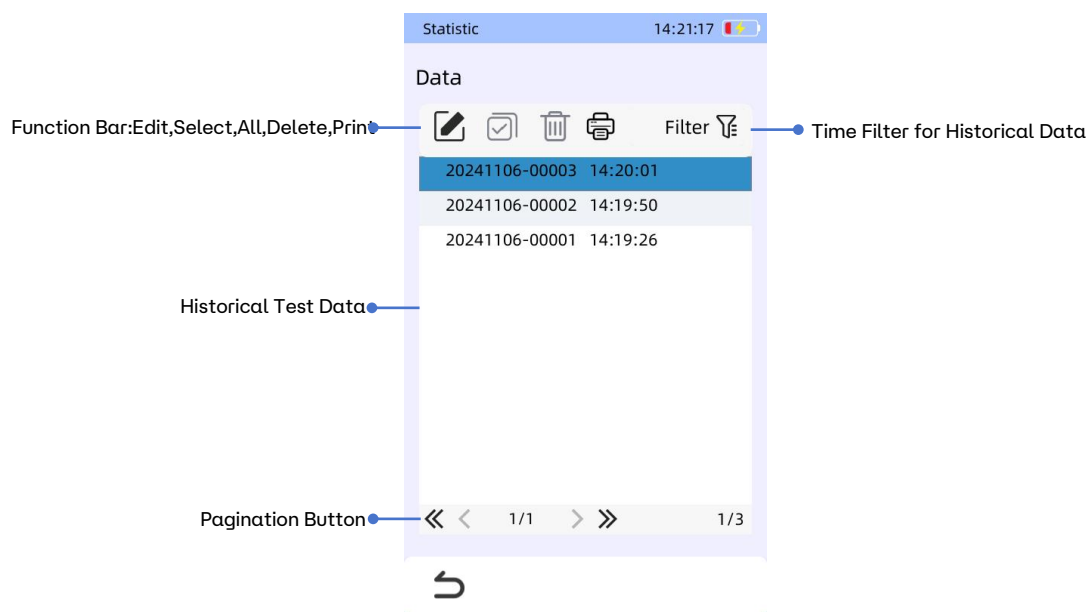 Statistic 14:21:17
Data
Function Bar:Edit,Select,All,Delete,Print
Filter
Time Filter for Historical Data
20241106-00003 14:20:01
20241106-00002 14:19:50
20241106-00001 14:19:26
Historical Test Data
Pagination Button
1/1
1/3